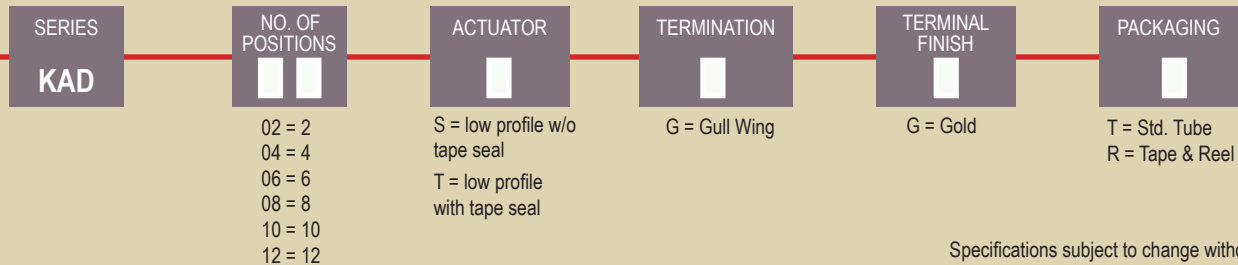 SERIES
KAD
NO. OF
POSITIONS
02 = 2
04 = 4
06 = 6
08 = 8
10 = 10
12 = 12
ACTUATOR
S = low profile w/o
tape seal
T = low profile
with tape seal
TERMINATION
G = Gull Wing
TERMINAL
FINISH
G = Gold
PACKAGING
T = Std. Tube
R = Tape & Reel
Specifications subject to change